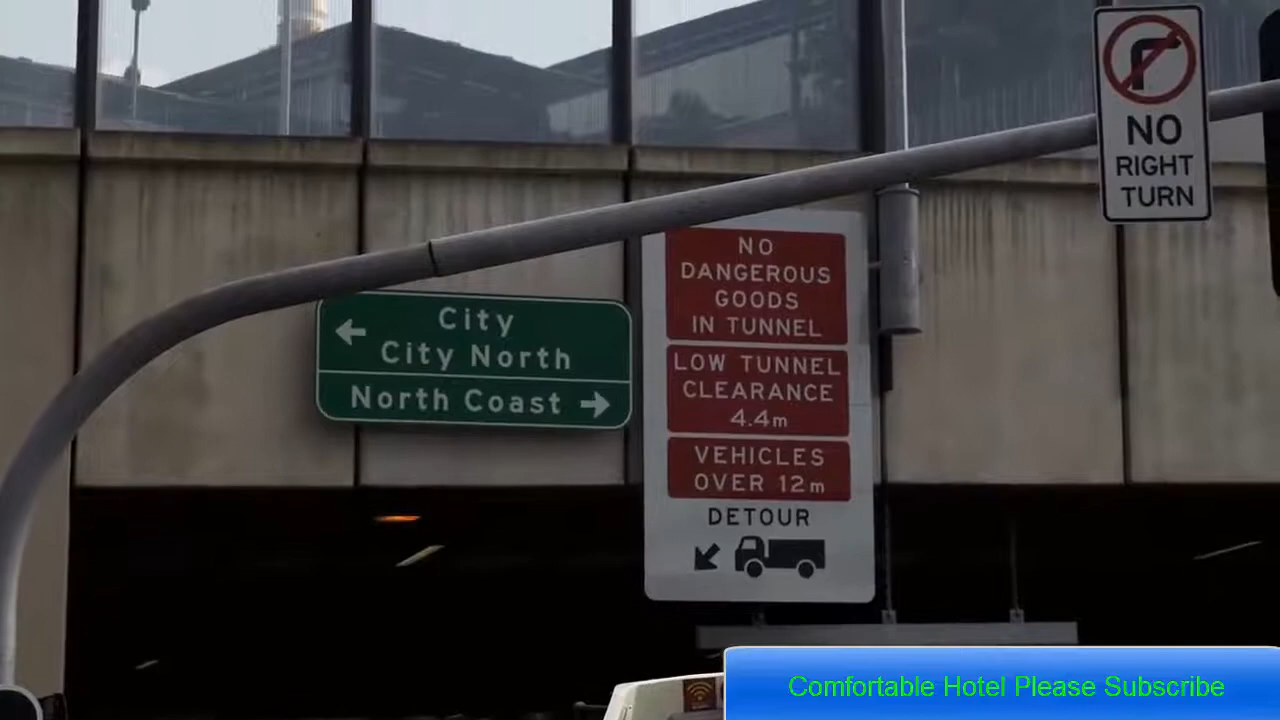 City
City North
North Coast
NO
DANGEROUS
GOODS
IN TUNNEL
LOW TUNNEL
CLEARANCE
4.4m
VEHICLES
OVER 12m
DETOUR
NO
RIGHT
TURN
Comfortable Hotel Please Subscribe